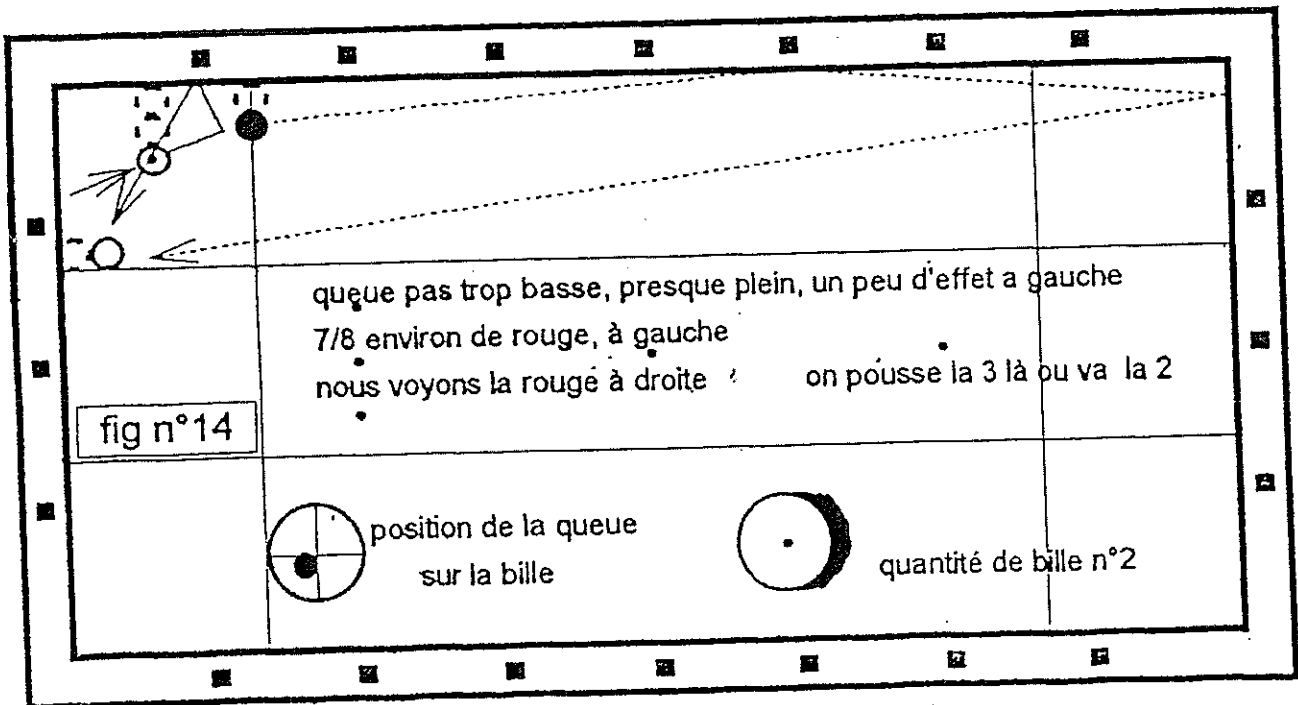 queue pas trop basse, presque plein, un peu d'effet a gauche
7/8 environ de rouge, à gauche
nous voyons la rouge à droite on pousse la 3 là ou va la 2
fig n°14
position de la queue
sur la bille
quantité de bille n°2